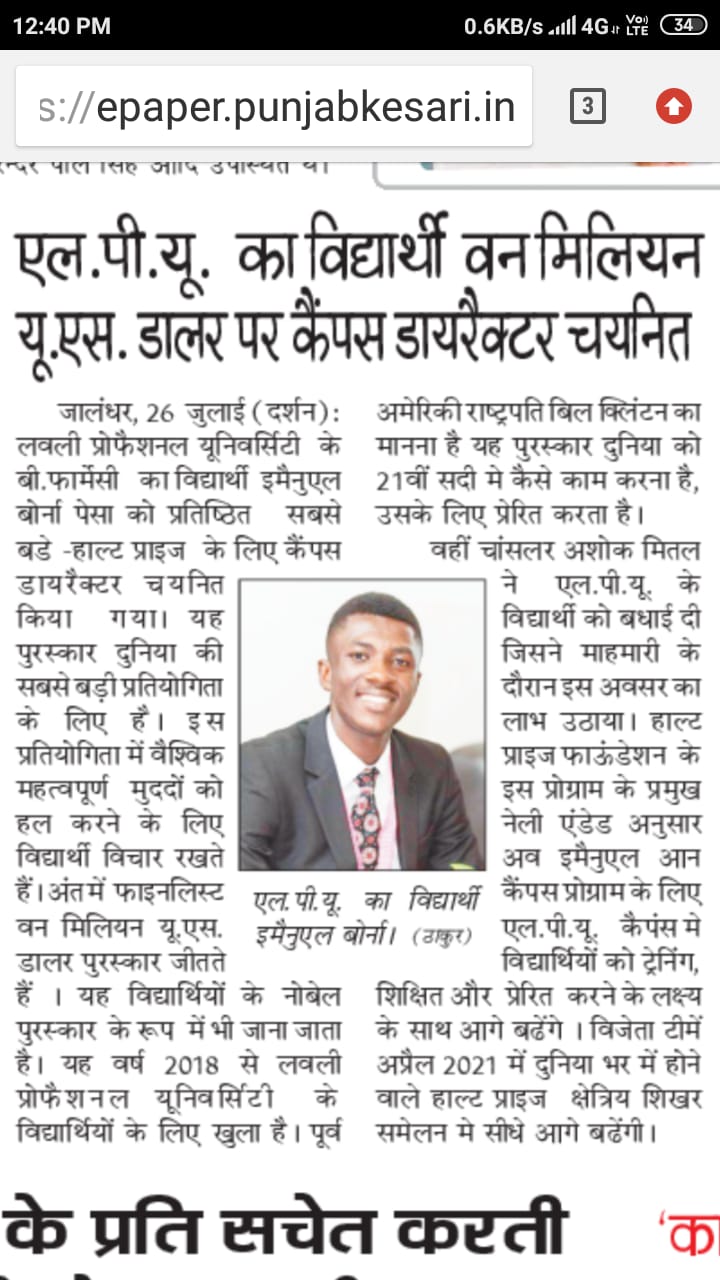 12:40 PM
0.6KB/s 4G VoLTE 34
s://epaper.punjabkesari.in
3
एल.पी.यू. का विद्यार्थी वन मिलियन
यू.एस. डालर पर कैंपस डायरैक्टर चयनित
जालंधर, 26 जुलाई (दर्शन):
लवली प्रोफैशनल यूनिवर्सिटी के
बी.फार्मेसी का विद्यार्थी इमैनुएल
बोर्ना पेसा को प्रतिष्ठित सबसे
बडे -हाल्ट प्राइज के लिए कैंपस
डायरैक्टर चयनित
किया गया। यह
पुरस्कार दुनिया की
सबसे बड़ी प्रतियोगिता
के लिए है। इस
प्रतियोगिता में वैश्विक
महत्वपूर्ण मुददों को
हल करने के लिए
विद्यार्थी विचार रखते
हैं। अंत में फाइनलिस्ट
वन मिलियन यू.एस.
डालर पुरस्कार जीतते
हैं । यह विद्यार्थियों के नोबेल
पुरस्कार के रूप में भी जाना जाता
है। यह वर्ष 2018 से लवली
प्रोफैशनल यूनिवर्सिटी के
विद्यार्थियों के लिए खुला है। पूर्व
एल.पी.यू. का विद्यार्थी
इमैनुएल बोर्ना। (ठाकुर)
अमेरिकी राष्ट्रपति बिल क्लिंटन का
मानना है यह पुरस्कार दुनिया को
21वीं सदी मे कैसे काम करना है,
उसके लिए प्रेरित करता है।
वहीं चांसलर अशोक मितल
ने एल.पी.यू. के
विद्यार्थी को बधाई दी
जिसने माहमारी के
दौरान इस अवसर का
लाभ उठाया। हाल्ट
प्राइज फाऊंडेशन के
इस प्रोग्राम के प्रमुख
नेली एंडेड अनुसार
अव इमैनुएल आन
कैंपस प्रोग्राम के लिए
एल.पी.यू. कैपंस मे
विद्यार्थियों को ट्रेनिंग,
शिक्षित और प्रेरित करने के लक्ष्य
के साथ आगे बढेंगे । विजेता टीमें
अप्रैल 2021 में दुनिया भर में होने
वाले हाल्ट प्राइज क्षेत्रिय शिखर
समेलन मे सीधे आगे बढेंगी।
के प्रति सचेत करती
‘का